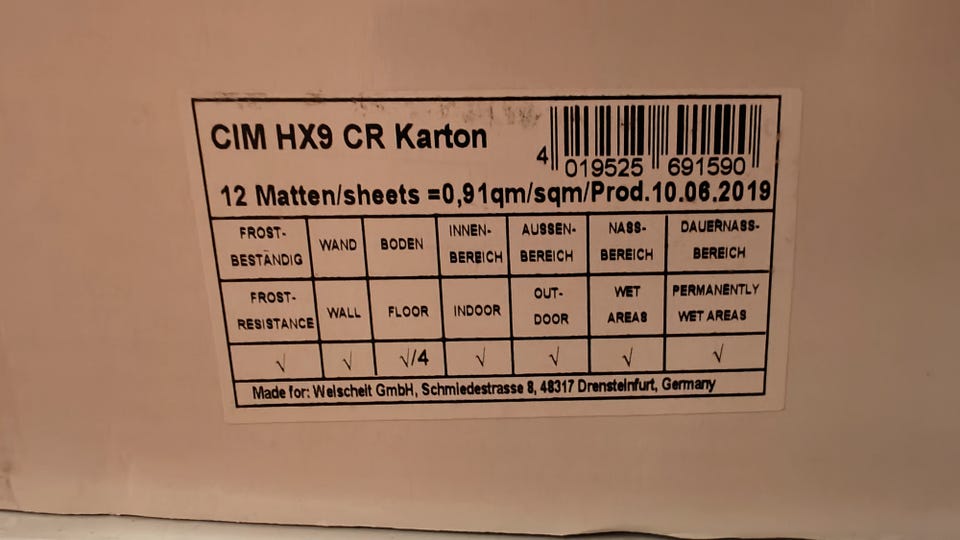 CIM HX9 CR Karton
4 019525 691590
12 Matten/sheets =0,91qm/sqm/Prod.10.06.2019
FROST-BESTÄNDIG WAND BODEN INNEN-BEREICH AUSSEN-BEREICH NASS-BEREICH DAUERNASS-BEREICH
FROST-RESISTANCE WALL FLOOR INDOOR OUT-DOOR WET AREAS PERMANENTLY WET AREAS
√ √ √/4 √ √ √ √
Made for: Welscheit GmbH, Schmiedestrasse 8, 48317 Drensteinfurt, Germany